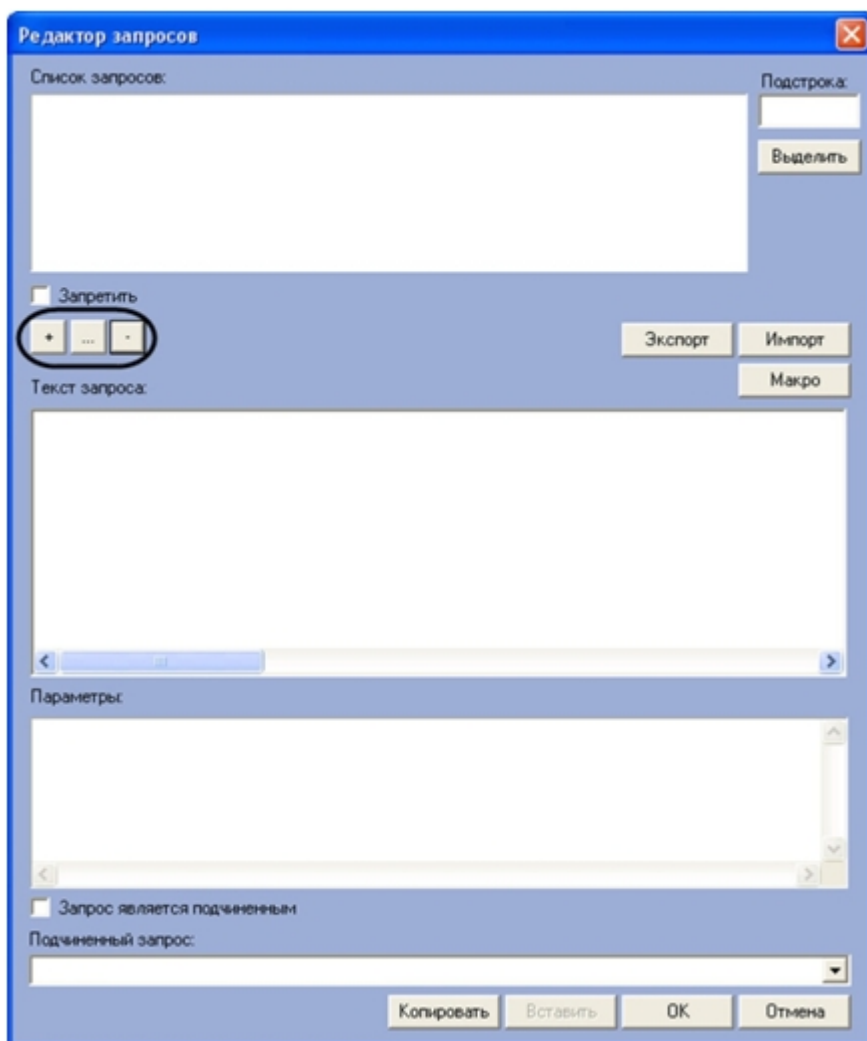 Редактор запросов
Список запросов:
Подстрока:
Выделить
Запретить
+ ... -
Экспорт Импорт
Макро
Текст запроса:
Параметры:
Запрос является подчиненным
Подчиненный запрос:
Копировать Вставить OK Отмена